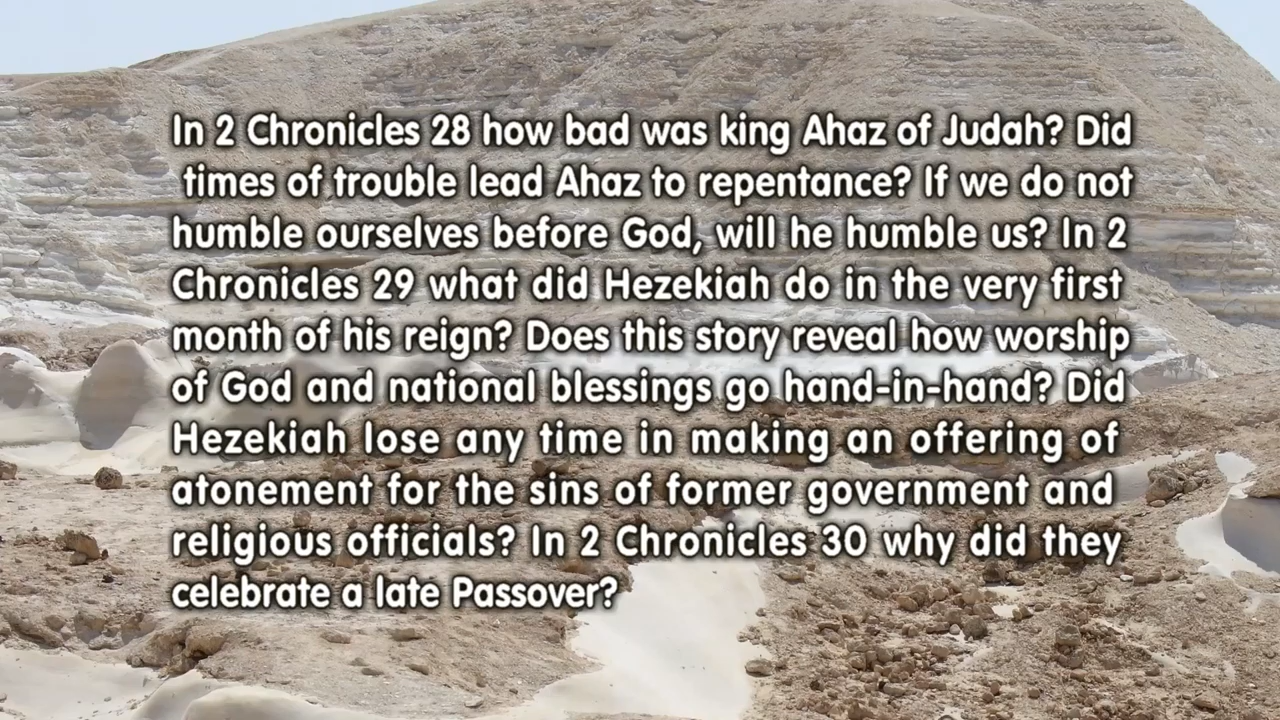 In 2 Chronicles 28 how bad was king Ahaz of Judah? Did
times of trouble lead Ahaz to repentance? If we do not
humble ourselves before God, will he humble us? In 2
Chronicles 29 what did Hezekiah do in the very first
month of his reign? Does this story reveal how worship
of God and national blessings go hand-in-hand? Did
Hezekiah lose any time in making an offering of
atonement for the sins of former government and
religious officials? In 2 Chronicles 30 why did they
celebrate a late Passover?